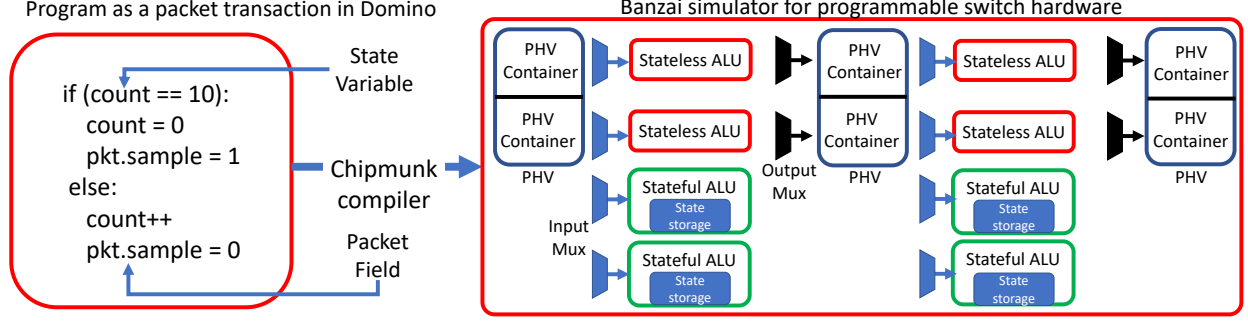 Program as a packet transaction in Domino
State
Variable
if (count == 10):
count = 0
pkt.sample = 1
else:
count++
pkt.sample = 0
Packet
Field
Chipmunk
compiler
Banzai simulator for programmable switch hardware
PHV
Container
PHV
Container
PHV
Input
Mux
Stateless ALU
Stateless ALU
Stateful ALU
State
storage
Stateful ALU
State
storage
Output
Mux
PHV
Container
PHV
Container
PHV
Stateless ALU
Stateless ALU
Stateful ALU
State
storage
Stateful ALU
State
storage
PHV
Container
PHV
Container
PHV